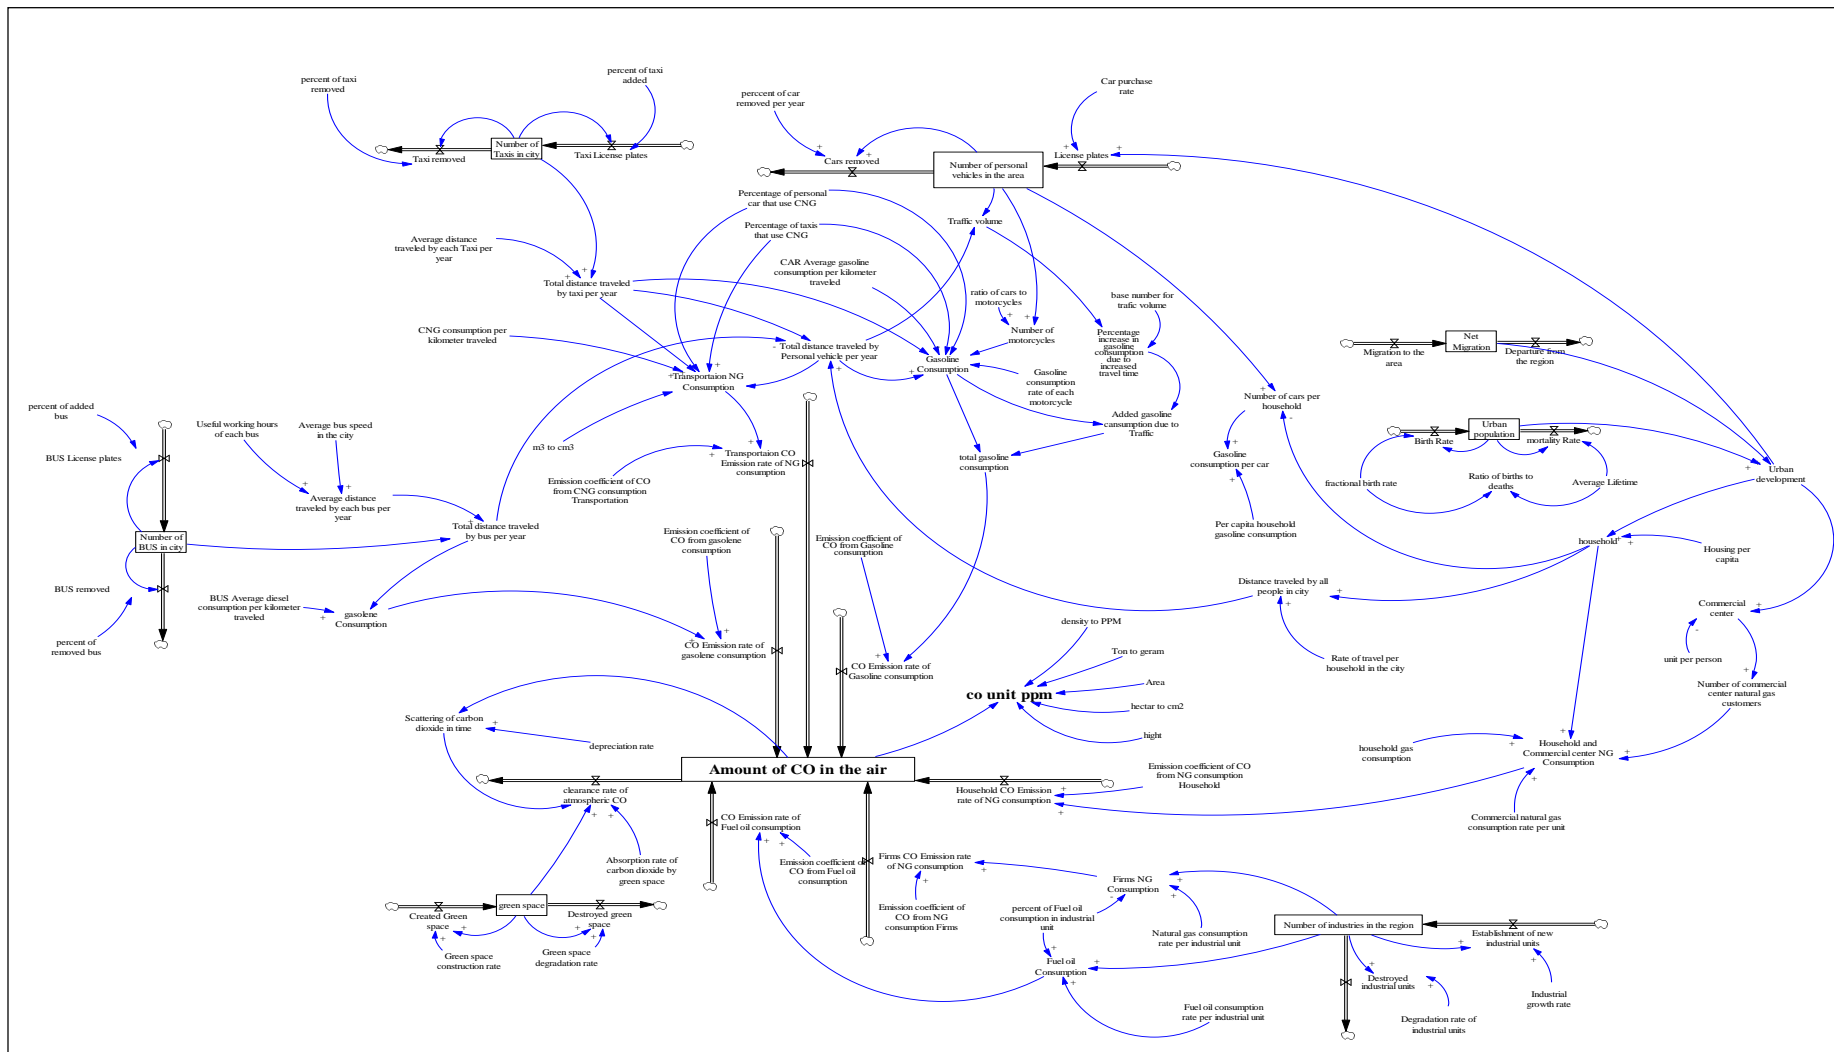 percent of taxi
removed
percent of taxi
added
Number of
Taxis in city
Taxi removed
Taxi License plates
perccent of car
removed per year
Car purchase
rate
Cars removed
License plates
Number of personal
vehicles in the area
Percentage of personal
car that use CNG
Traffic volume
Percentage of taxis
that use CNG
Average distance
traveled by each Taxi per
year
CAR Average gasoline
consumption per kilometer
traveled
Total distance traveled
by taxi per year
ratio of cars to
motorcycles
base number for
trafic volume
CNG consumption per
kilometer traveled
Number of
motorcycles
Percentage
increase in
gasoline
consumption
due to
increased
travel time
Total distance traveled by
Personal vehicle per year
Gasoline
Consumption
Net
Migration
Migration to the
area
Departure from
the region
Transportaion NG
Consumption
Gasoline
consumption
rate of each
motorcycle
Number of cars per
household
percent of added
bus
Useful working hours
of each bus
Average bus speed
in the city
Added gasoline
cansumption due to
Traffic
Urban
population
Birth Rate
mortality Rate
BUS License plates
m3 to cm3
Transportaion CO
Emission rate of NG
consumption
total gasoline
consumption
Gasoline
consumption per car
Urban
development
Emission coefficient of CO
from CNG consumption
Transportation
fractional birth rate
Ratio of births to
deaths
Average Lifetime
Average distance
traveled by each bus per
year
Number of
BUS in city
Total distance traveled
by bus per year
Emission coefficient of
CO from gasolene
consumption
Emission coefficient of
CO from Gasoline
consumption
Per capita household
gasoline consumption
household
Housing per
capita
BUS removed
BUS Average diesel
consumption per kilometer
traveled
gasolene
Consumption
Distance traveled by all
people in city
Commercial
center
percent of
removed bus
CO Emission rate of
gasolene consumption
CO Emission rate of
Gasoline consumption
density to PPM
Ton to geram
Rate of travel per
household in the city
unit per person
co unit ppm
Area
hectar to cm2
hight
Number of commercial
center natural gas
customers
Scattering of carbon
dioxide in time
depreciation rate
household gas
consumption
Household and
Commercial center NG
Consumption
Amount of CO in the air
Emission coefficient of CO
from NG consumption
Household
clearance rate of
atmospheric CO
Household CO Emission
rate of NG consumption
CO Emission rate of
Fuel oil consumption
Commercial natural gas
consumption rate per unit
Absorption rate of
carbon dioxide by
green space
Emission coefficient of
CO from Fuel oil
consumption
Firms CO Emission rate
of NG consumption
Firms NG
Consumption
green space
Created Green
space
Destroyed green
space
Emission coefficient of
CO from NG
consumption Firms
percent of Fuel oil
consumption in industrial
unit
Natural gas consumption
rate per industrial unit
Number of industries in the region
Establishment of new
industrial units
Green space
construction rate
Green space
degradation rate
Fuel oil
Consumption
Destroyed
industrial units
Industrial
growth rate
Fuel oil consumption
rate per industrial unit
Degradation rate of
industrial units